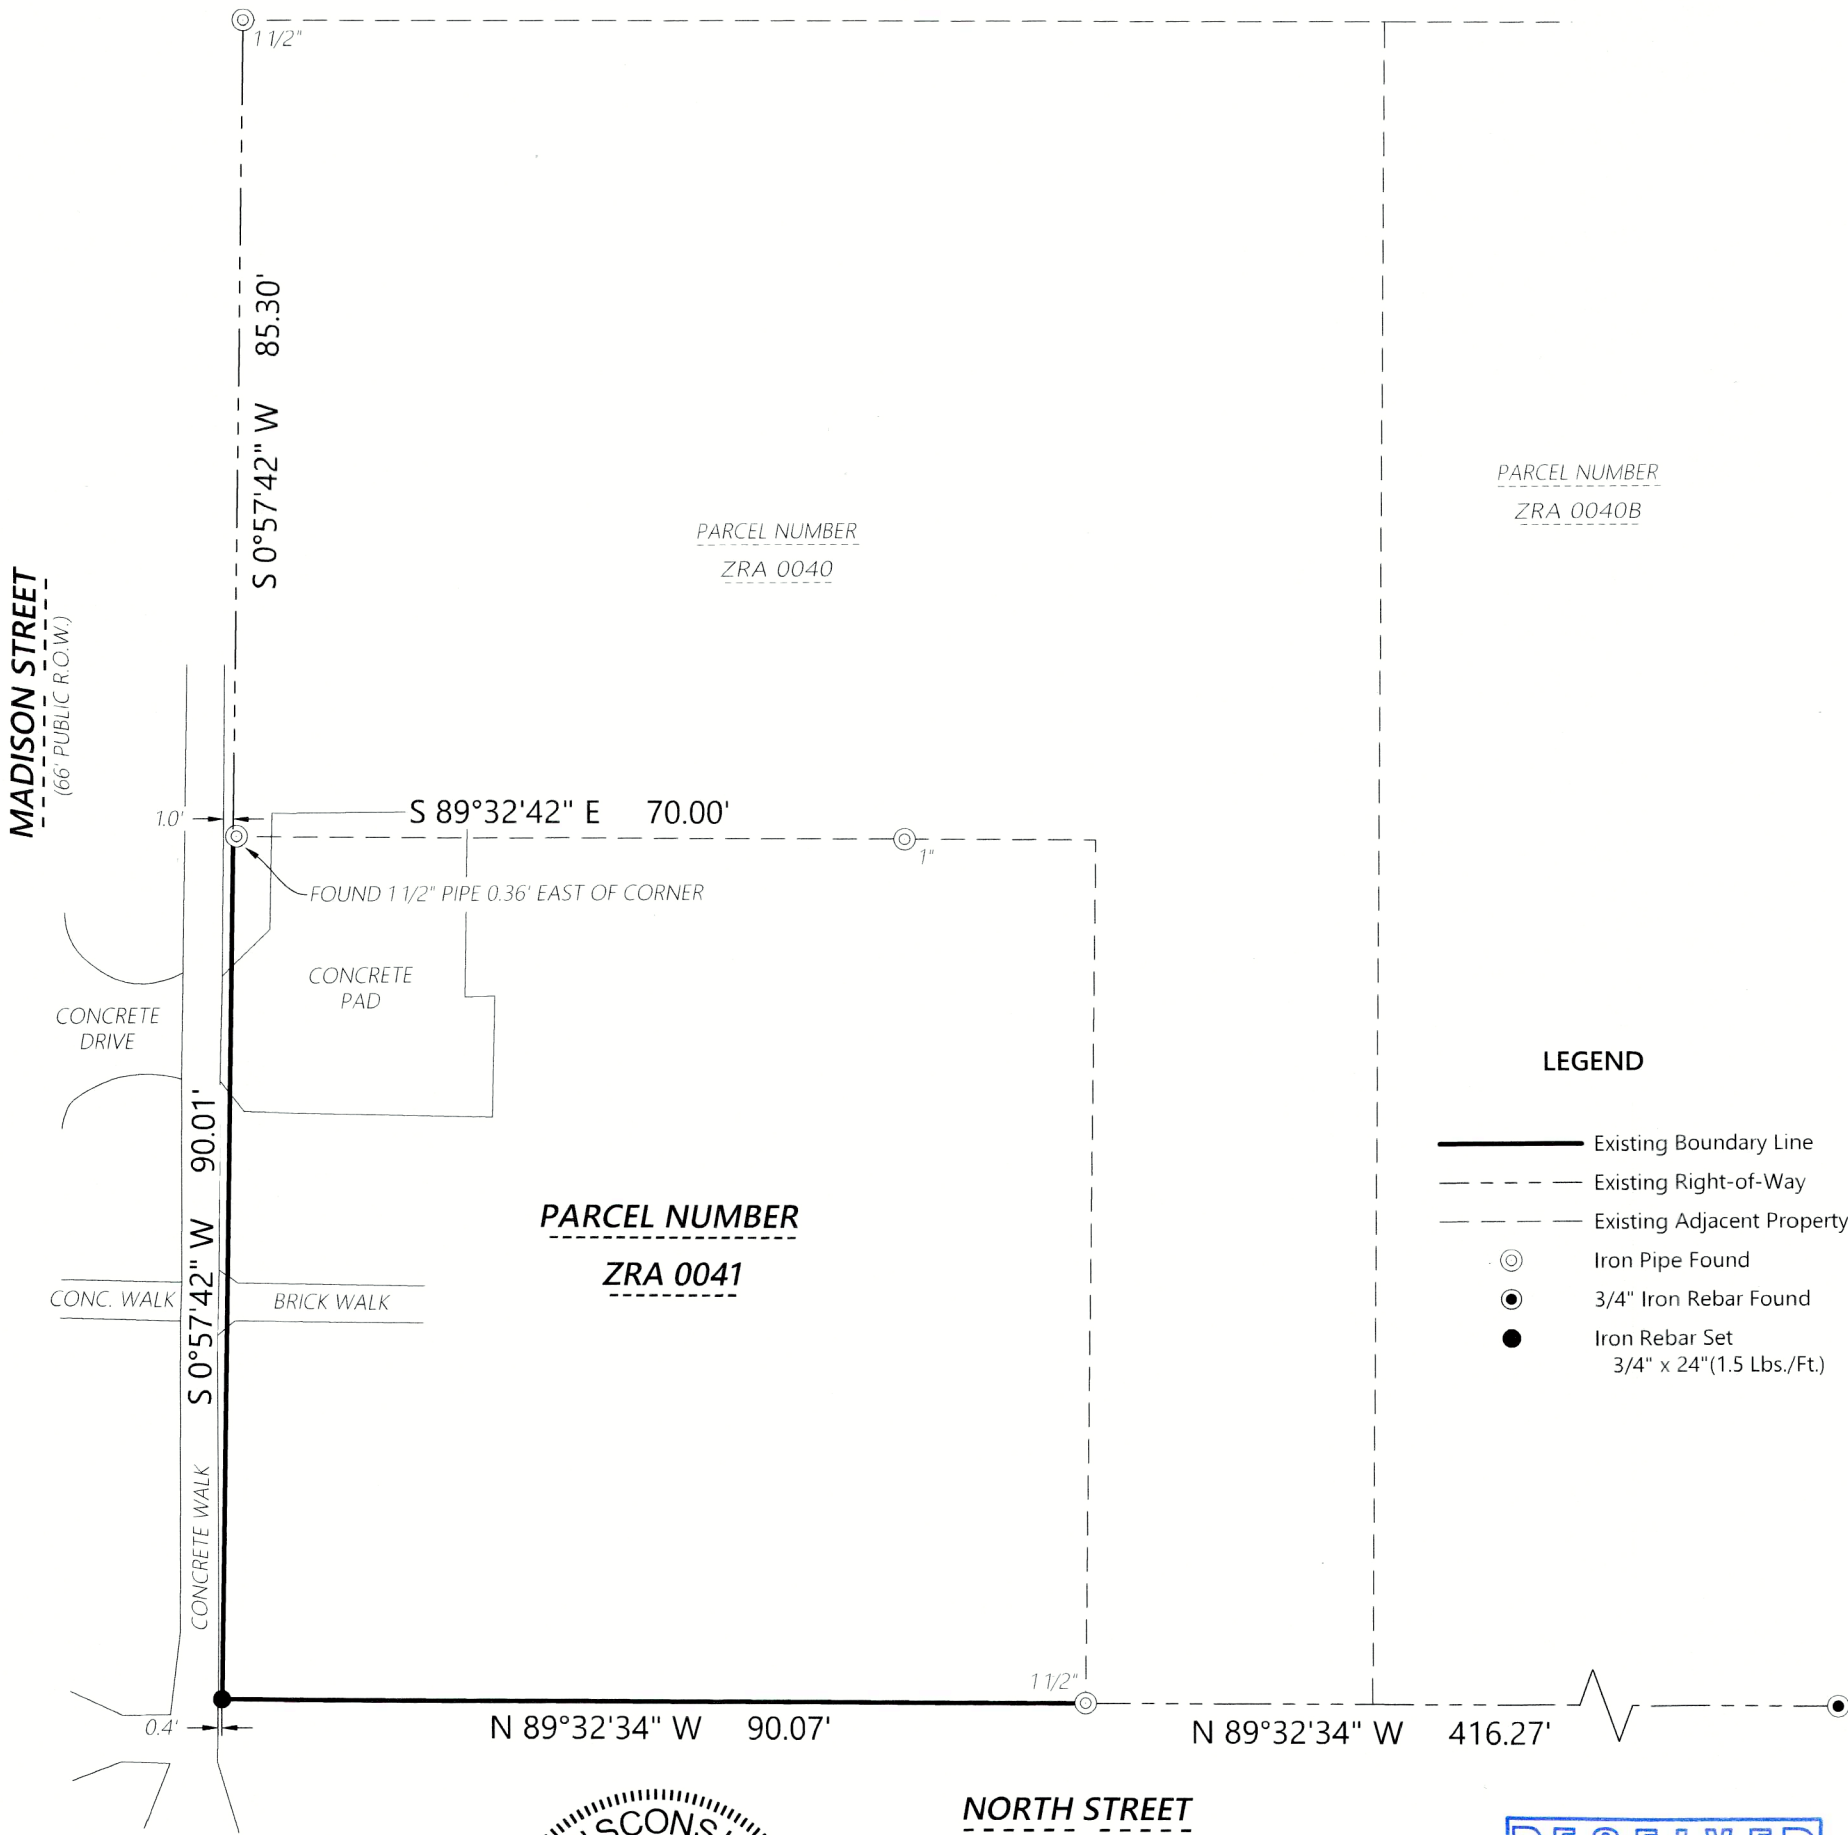 1 1/2"
S 0°57'42" W 85.30'
PARCEL NUMBER
ZRA 0040B
PARCEL NUMBER
ZRA 0040
MADISON STREET
(66' PUBLIC R.O.W.)
1.0'
S 89°32'42" E 70.00'
1"
FOUND 1 1/2" PIPE 0.36' EAST OF CORNER
CONCRETE
PAD
CONCRETE
DRIVE
S 0°57'42" W 90.01'
PARCEL NUMBER
ZRA 0041
CONC. WALK
BRICK WALK
CONCRETE WALK
LEGEND
Existing Boundary Line
Existing Right-of-Way
Existing Adjacent Property
Iron Pipe Found
3/4" Iron Rebar Found
Iron Rebar Set
3/4" x 24"(1.5 Lbs./Ft.)
1 1/2"
0.4'
N 89°32'34" W 90.07'
N 89°32'34" W 416.27'
NORTH STREET
RECEIVED